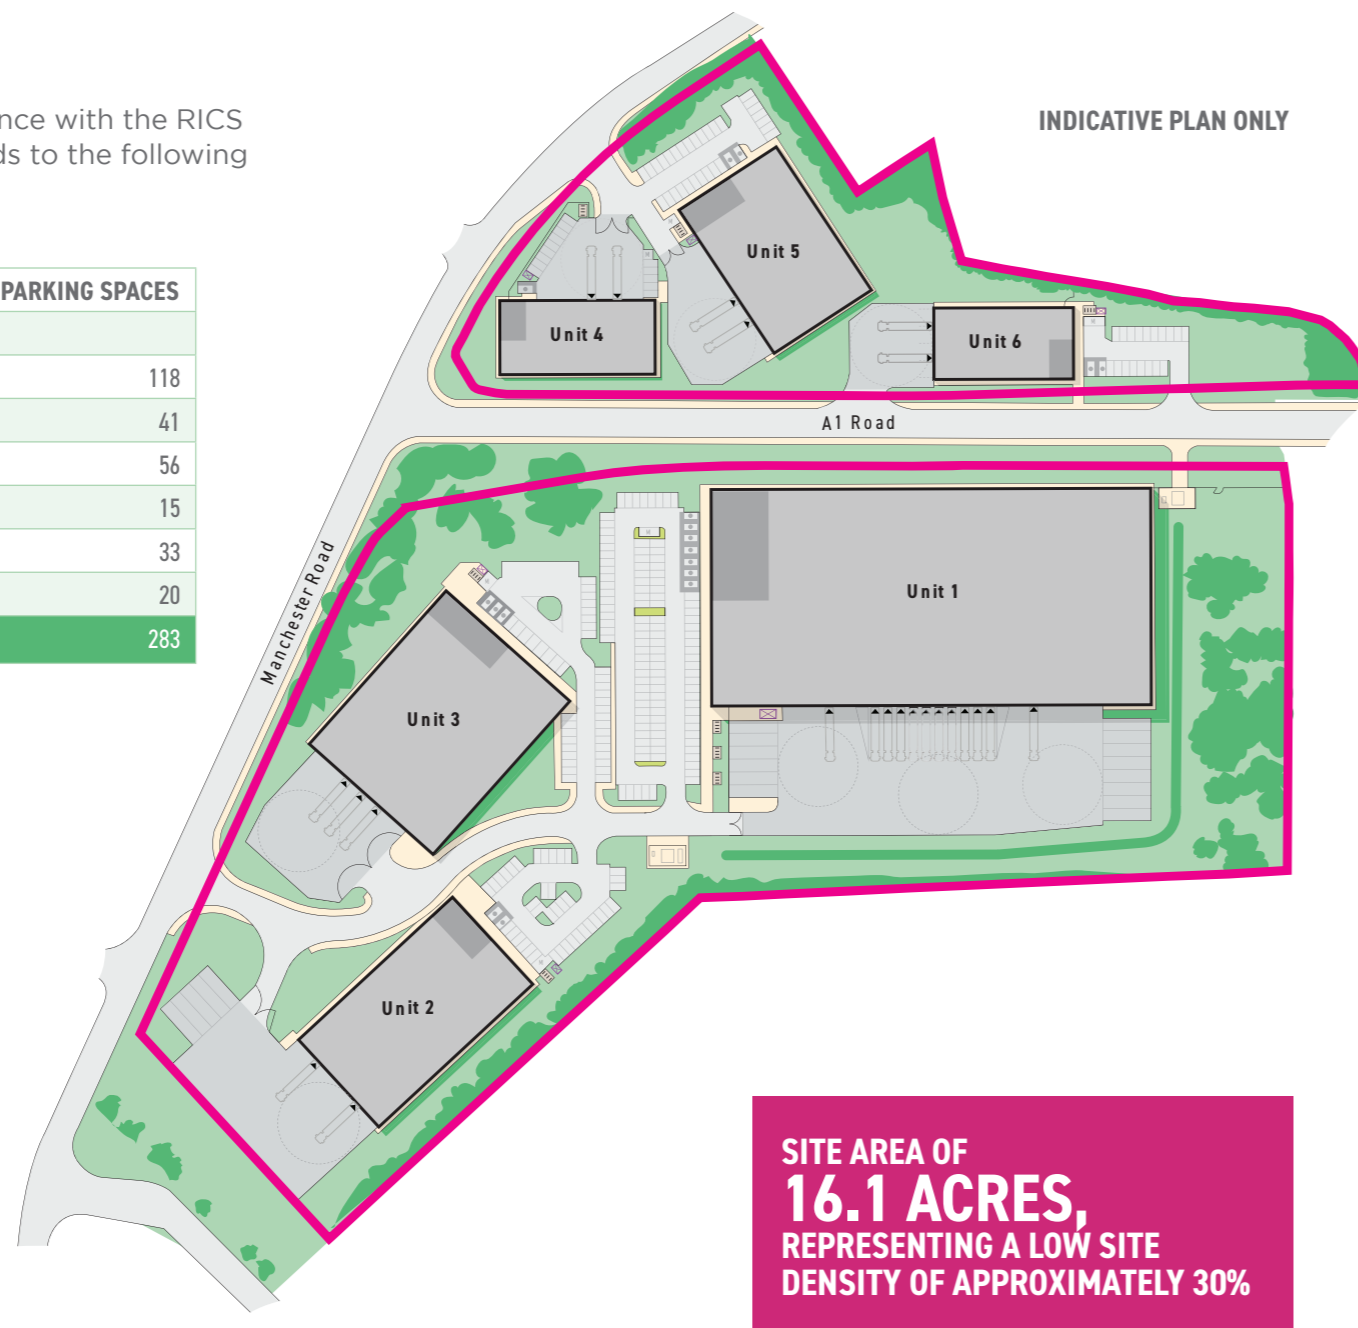 nce with the RICS
ds to the following
INDICATIVE PLAN ONLY
PARKING SPACES
118
41
56
15
33
20
283
Unit 5
Unit 4
Unit 6
A1 Road
Manchester Road
Unit 1
Unit 3
Unit 2
SITE AREA OF
16.1 ACRES,
REPRESENTING A LOW SITE
DENSITY OF APPROXIMATELY 30%